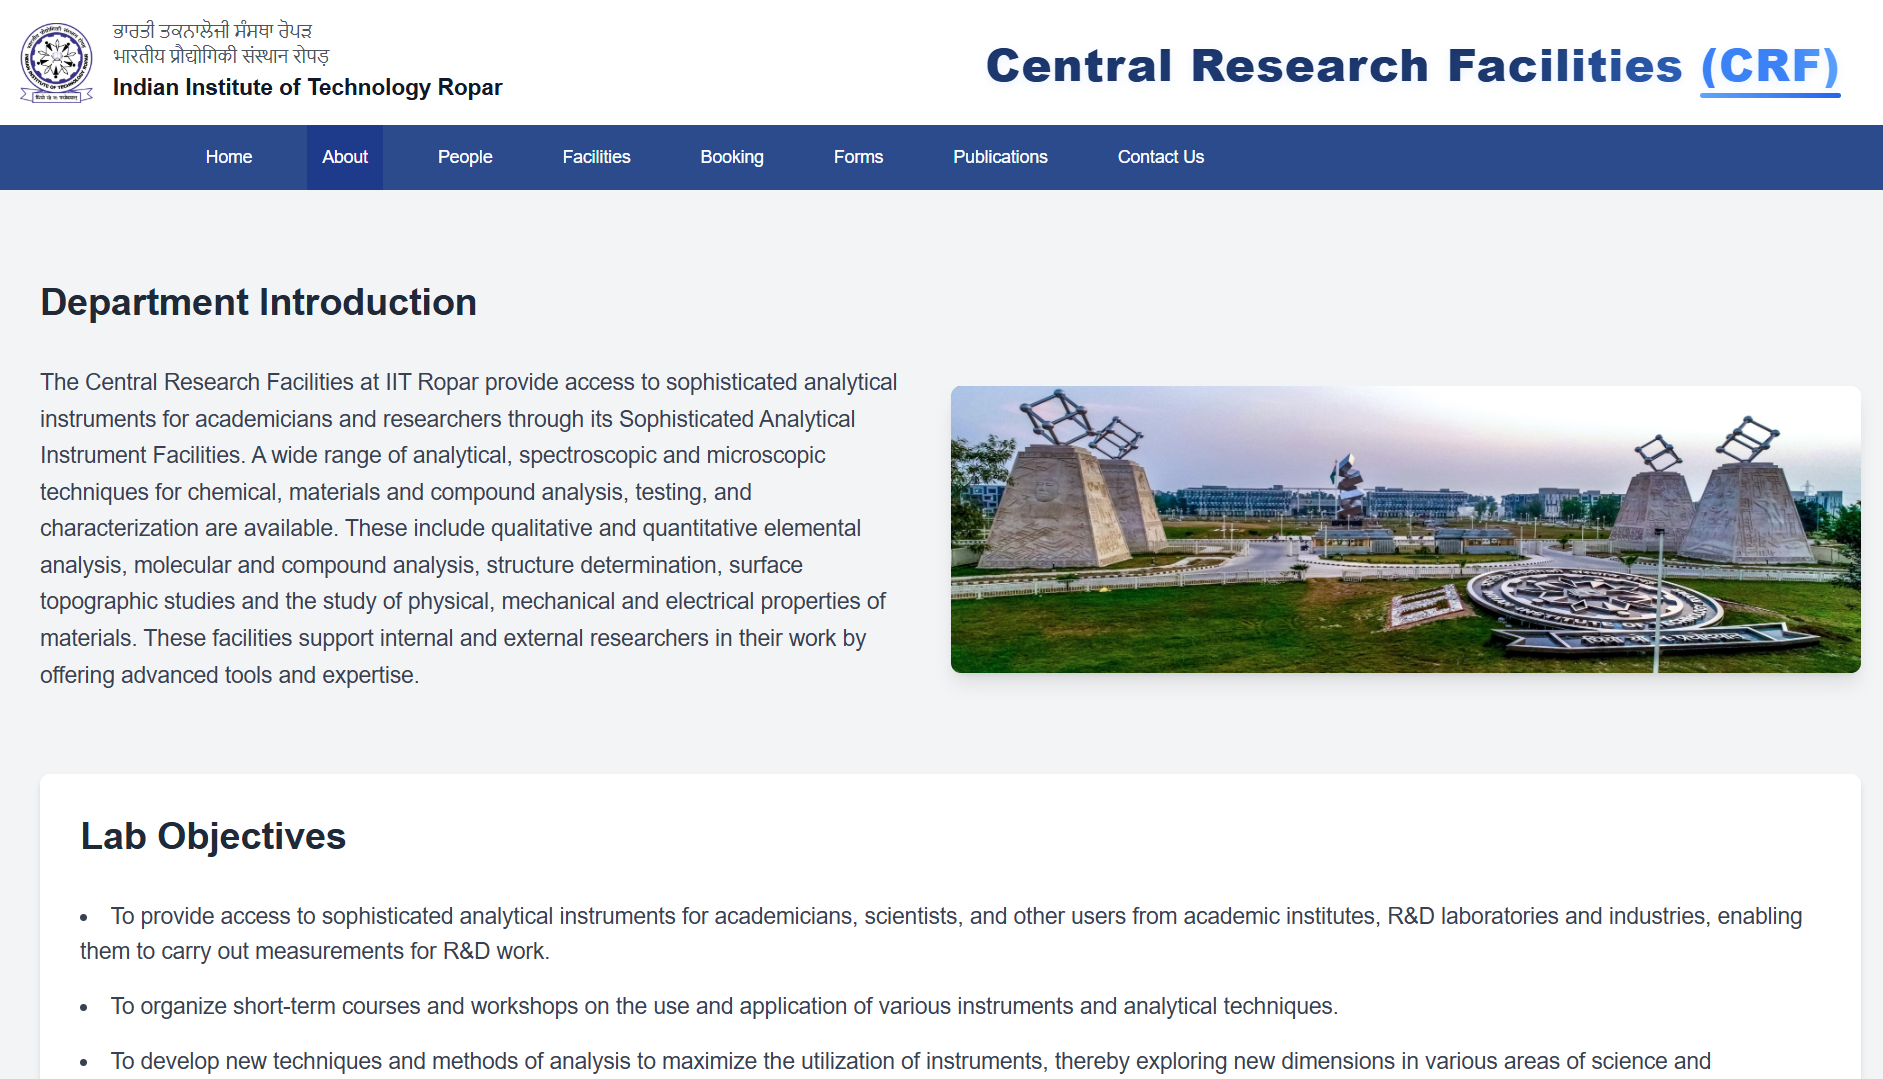 ਭਾਰਤੀ ਤਕਨਾਲੋਜੀ ਸੰਸਥਾ ਰੋਪੜ
भारतीय प्रौद्योगिकी संस्थान रोपड़
Indian Institute of Technology Ropar
Central Research Facilities (CRF)
Home About People Facilities Booking Forms Publications Contact Us
Department Introduction
The Central Research Facilities at IIT Ropar provide access to sophisticated analytical
instruments for academicians and researchers through its Sophisticated Analytical
Instrument Facilities. A wide range of analytical, spectroscopic and microscopic
techniques for chemical, materials and compound analysis, testing, and
characterization are available. These include qualitative and quantitative elemental
analysis, molecular and compound analysis, structure determination, surface
topographic studies and the study of physical, mechanical and electrical properties of
materials. These facilities support internal and external researchers in their work by
offering advanced tools and expertise.
Lab Objectives
• To provide access to sophisticated analytical instruments for academicians, scientists, and other users from academic institutes, R&D laboratories and industries, enabling
them to carry out measurements for R&D work.
• To organize short-term courses and workshops on the use and application of various instruments and analytical techniques.
• To develop new techniques and methods of analysis to maximize the utilization of instruments, thereby exploring new dimensions in various areas of science and